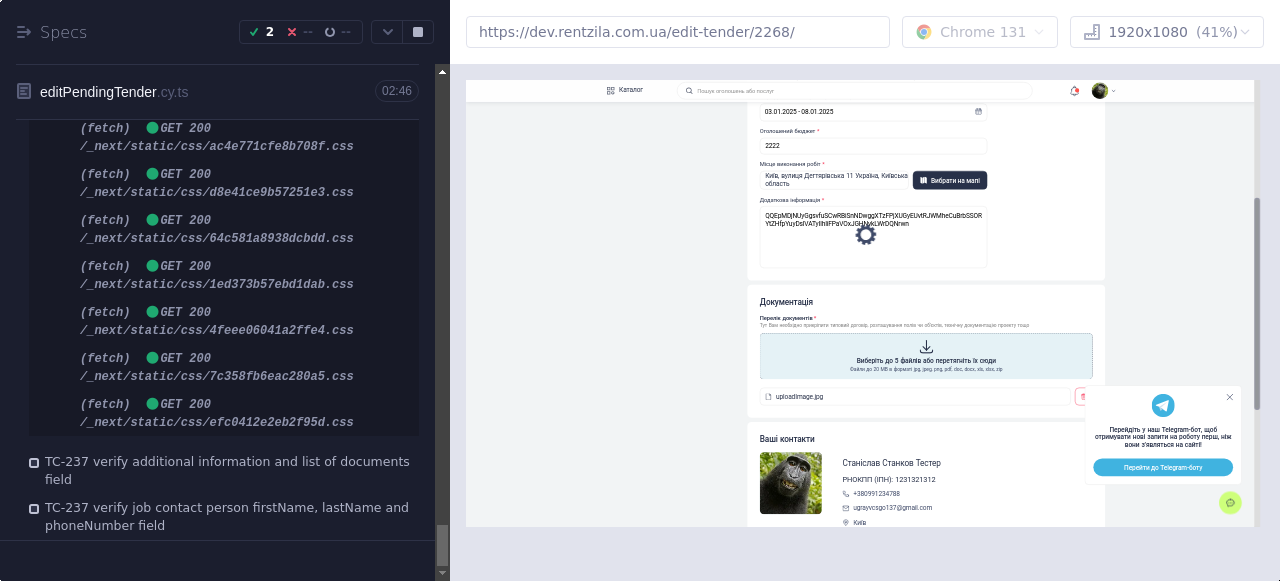 Specs
2
--
--
https://dev.rentzila.com.ua/edit-tender/2268/
Chrome 131
1920x1080 (41%)
editPendingTender.cy.ts
02:46
(fetch) GET 200
/_next/static/css/ac4e771cfe8b708f.css
(fetch) GET 200
/_next/static/css/d8e41ce9b57251e3.css
(fetch) GET 200
/_next/static/css/64c581a8938dcbdd.css
(fetch) GET 200
/_next/static/css/1ed373b57ebd1dab.css
(fetch) GET 200
/_next/static/css/4feee06041a2ffe4.css
(fetch) GET 200
/_next/static/css/7c358fb6eac280a5.css
(fetch) GET 200
/_next/static/css/efc0412e2eb2f95d.css
TC-237 verify additional information and list of documents
field
TC-237 verify job contact person firstName, lastName and
phoneNumber field
Каталог
Пошук оголошень або послуг
03.01.2025 - 08.01.2025
Оголошений бюджет *
2222
Місце виконання робіт *
Київ, вулиця Дегтярівська 11 Україна, Київська
область
Вибрати на мапі
Додаткова інформація *
Документація
Перелік документів *
Тут Вам необхідно прикріпити типовий договір, розташування полів чи об'єктів, технічну документацію проекту тощо
Виберіть до 5 файлів або перетягніть їх сюди
Файли до 20 MB в форматі jpg, jpeg, png, pdf, doc, docx, xls, xlsx, zip
uploadImage.jpg
Ваші контакти
Станіслав Станков Тестер
РНОКПП (ІПН): 1231321312
+380991234788
ugrayvcsgo137@gmail.com
Київ
Перейдіть у наш Telegram-бот, щоб
отримувати нові запити на роботу перш, ніж
вони з'являться на сайті!
Перейти до Telegram-боту